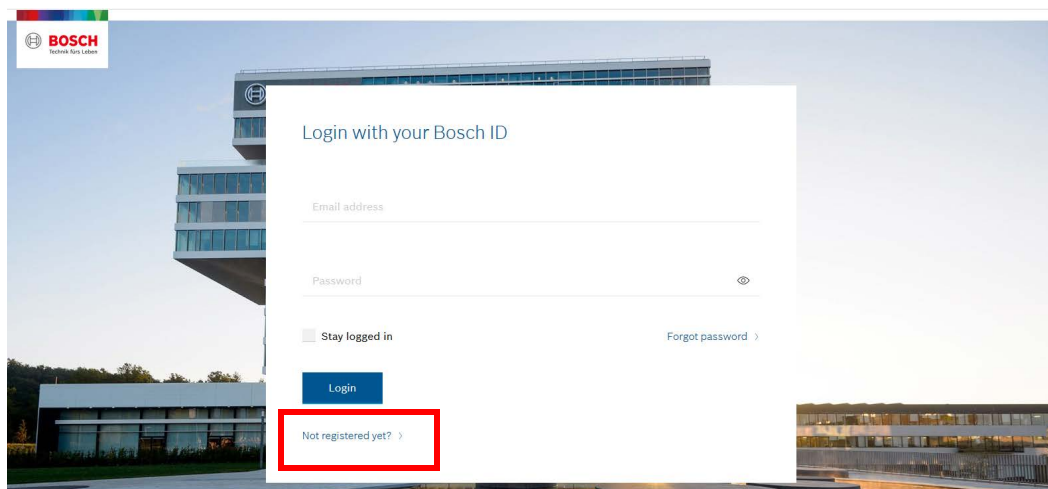 BOSCH
Technik fürs Leben
Login with your Bosch ID
Email address
Password
Stay logged in
Forgot password
Login
Not registered yet?